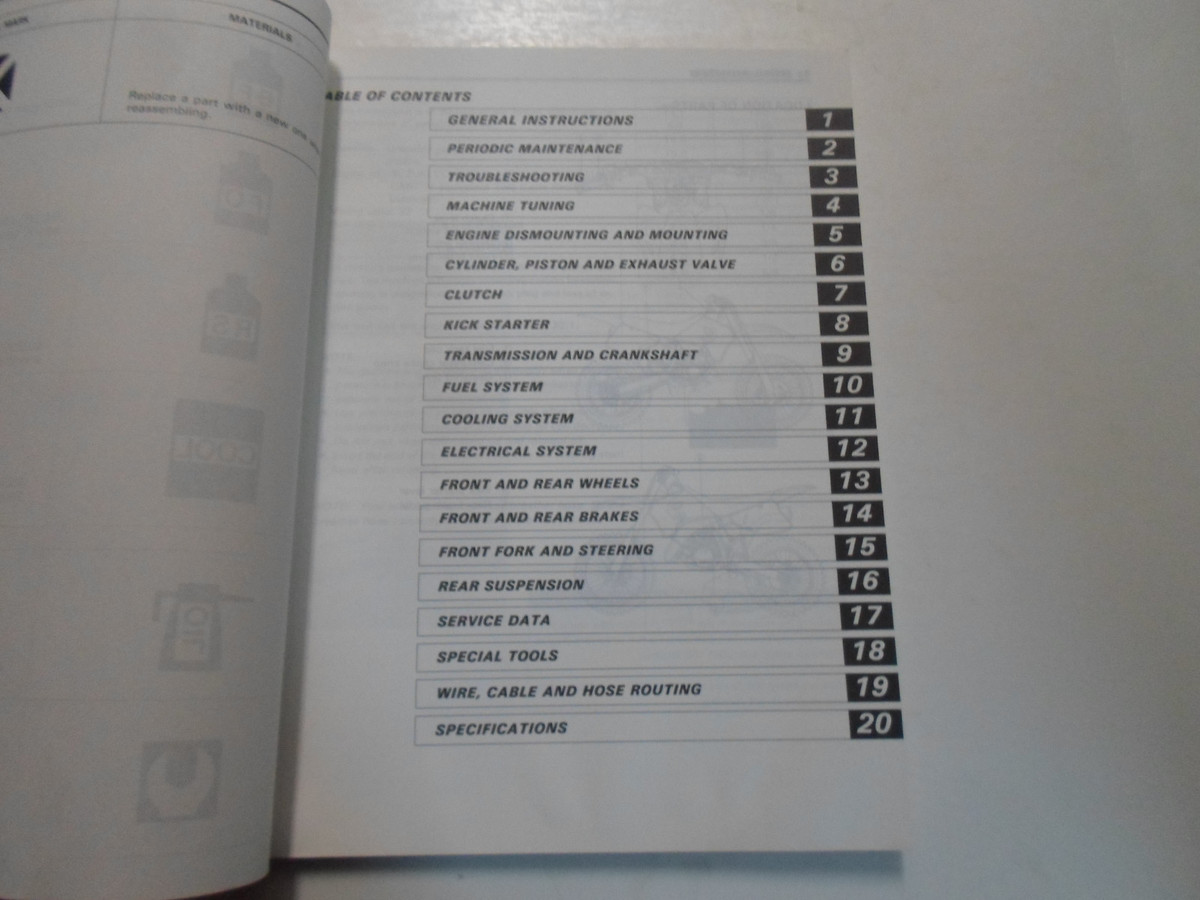 MARK
MATERIALS
Replace a part with a new one
reassembling.
ABLE OF CONTENTS
GENERAL INSTRUCTIONS 1
PERIODIC MAINTENANCE 2
TROUBLESHOOTING 3
MACHINE TUNING 4
ENGINE DISMOUNTING AND MOUNTING 5
CYLINDER, PISTON AND EXHAUST VALVE 6
CLUTCH 7
KICK STARTER 8
TRANSMISSION AND CRANKSHAFT 9
FUEL SYSTEM 10
COOLING SYSTEM 11
ELECTRICAL SYSTEM 12
FRONT AND REAR WHEELS 13
FRONT AND REAR BRAKES 14
FRONT FORK AND STEERING 15
REAR SUSPENSION 16
SERVICE DATA 17
SPECIAL TOOLS 18
WIRE, CABLE AND HOSE ROUTING 19
SPECIFICATIONS 20